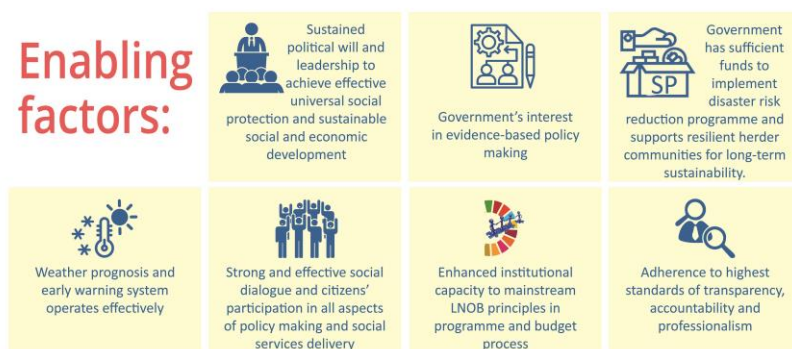 Enabling
factors:
Sustained
political will and
leadership to
achieve effective
universal social
protection and sustainable
social and economic
development
Government's interest
in evidence-based policy
making
SP
Government
has sufficient
funds to
implement
disaster risk
reduction programme and
supports resilient herder
communities for long-term
sustainability.
Weather prognosis and
early warning system
operates effectively
Strong and effective social
dialogue and citizens'
participation in all aspects
of policy making and social
services delivery
Enhanced institutional
capacity to mainstream
LNOB principles in
programme and budget
process
Adherence to highest
standards of transparency,
accountability and
professionalism